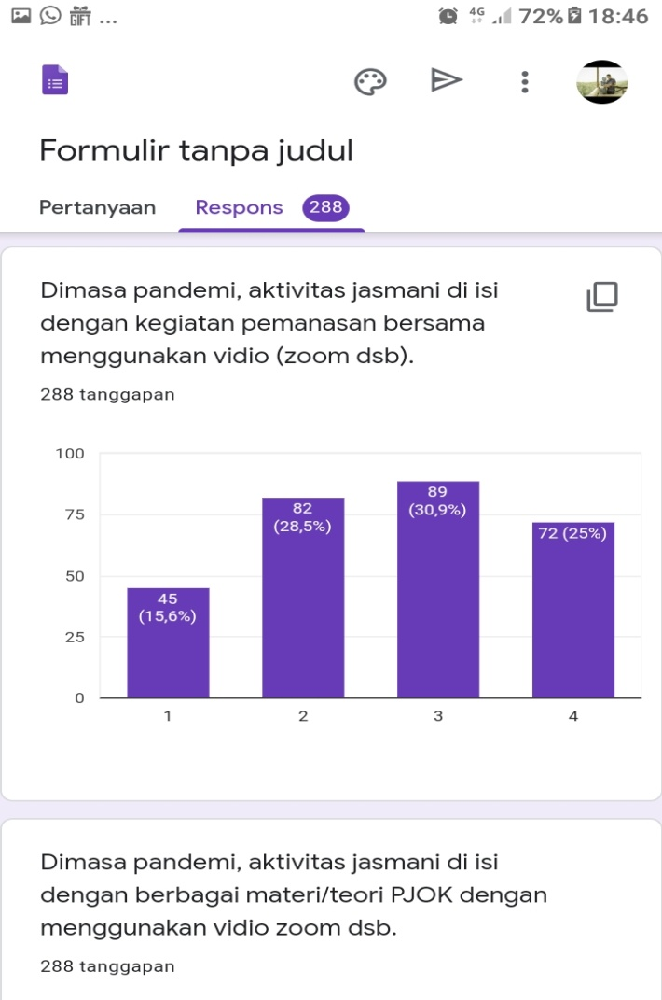 GIFT ...
4G 72% 18:46
Formulir tanpa judul
Pertanyaan Respons 288
Dimasa pandemi, aktivitas jasmani di isi
dengan kegiatan pemanasan bersama
menggunakan vidio (zoom dsb).
288 tanggapan
100
75
50
25
0
45
(15,6%)
82
(28,5%)
89
(30,9%)
72 (25%)
1 2 3 4
Dimasa pandemi, aktivitas jasmani di isi
dengan berbagai materi/teori PJOK dengan
menggunakan vidio zoom dsb.
288 tanggapan